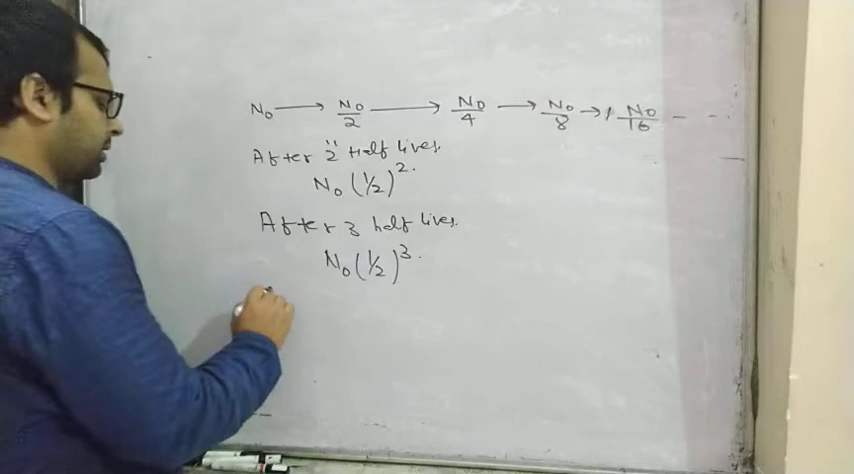 N₀ → N₀/2 → N₀/4 → N₀/8 → N₀/16 - - -
After "2" Half lives.
N₀(1/2)².
After 3 half lives.
N₀(1/2)³.